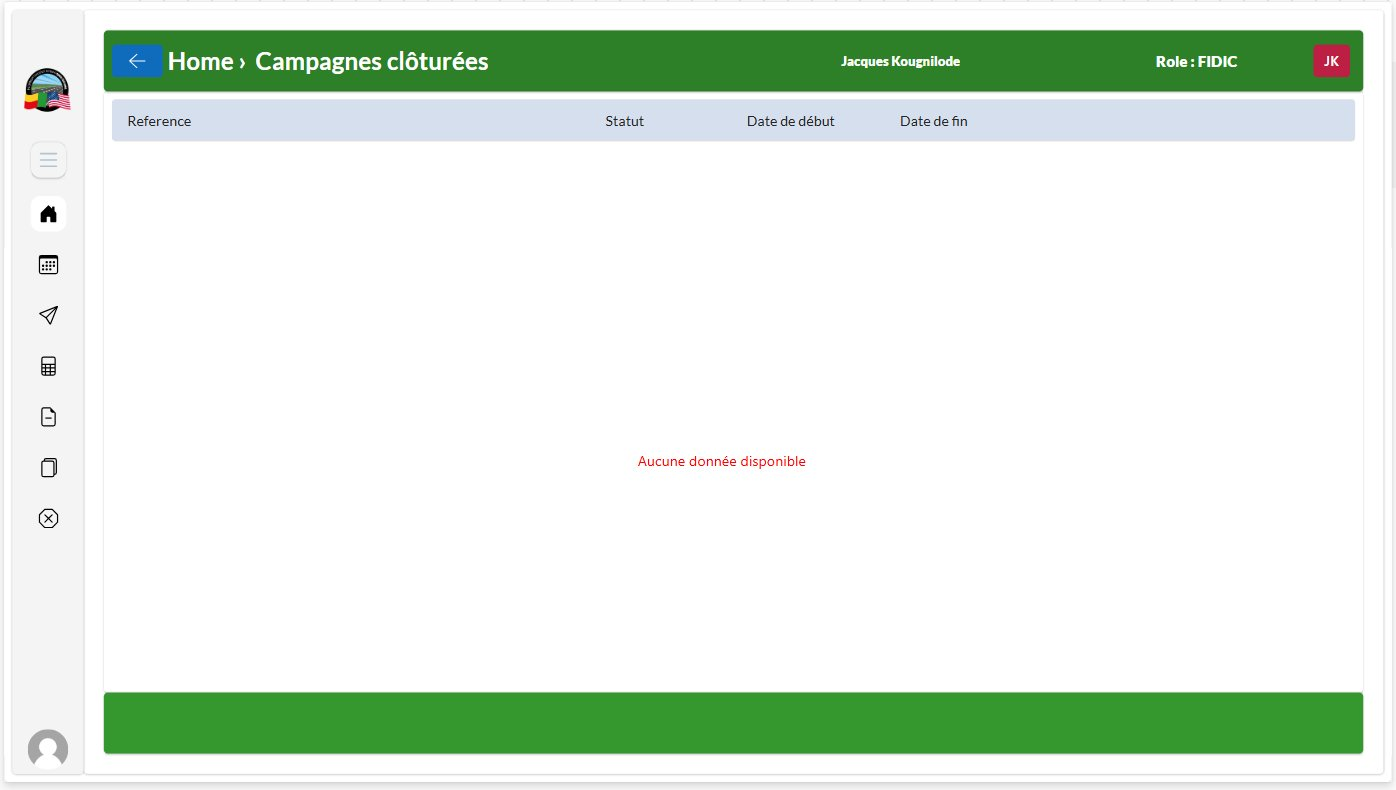 Home › Campagnes clôturées
Jacques Kougnilode
Role : FIDIC
JK
Reference
Statut
Date de début
Date de fin
Aucune donnée disponible